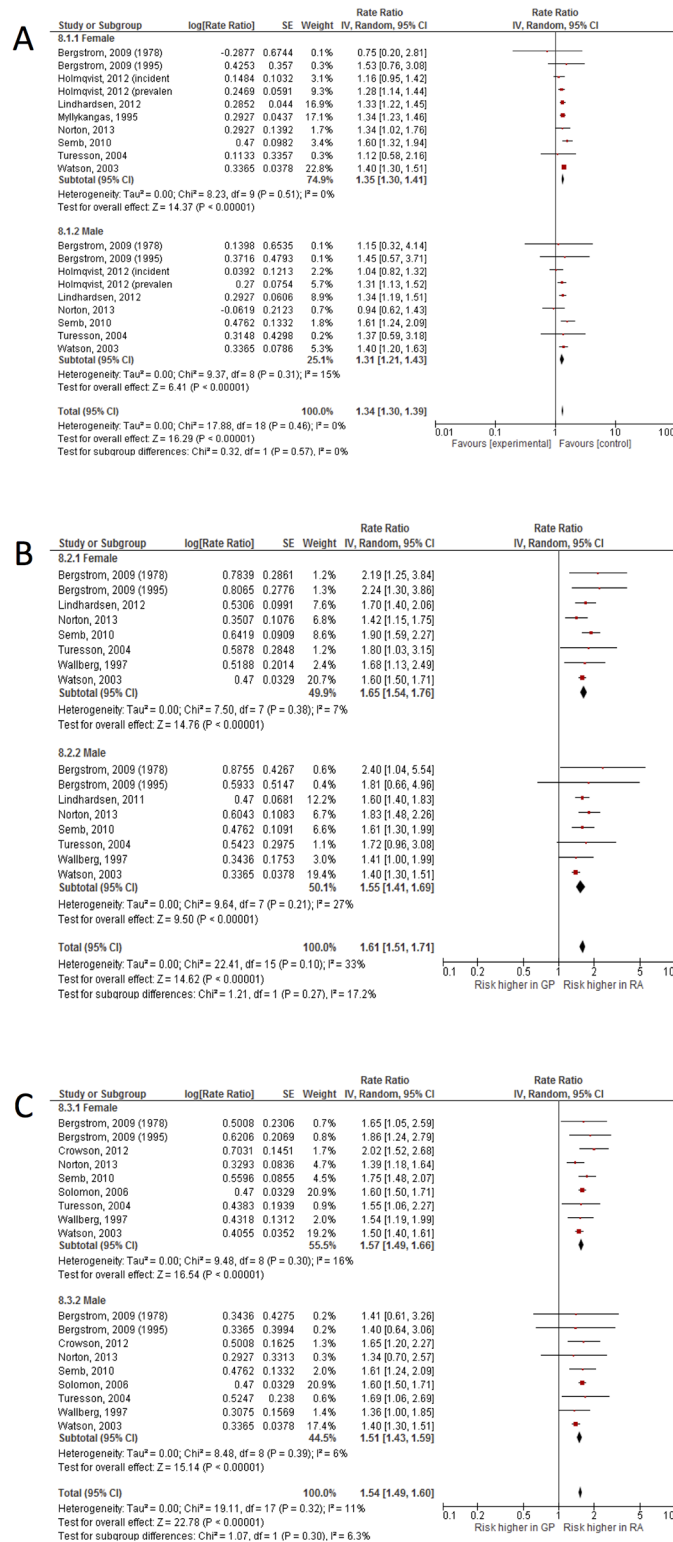 A
Rate Ratio Rate Ratio
Study or Subgroup log[Rate Ratio] SE Weight IV, Random, 95% CI IV, Random, 95% CI
8.1.1 Female
Bergstrom, 2009 (1978) -0.2877 0.6744 0.1% 0.75 [0.20, 2.81]
Bergstrom, 2009 (1995) 0.4253 0.357 0.3% 1.53 [0.76, 3.08]
Holmqvist, 2012 (incident 0.1484 0.1032 3.1% 1.16 [0.95, 1.42]
Holmqvist, 2012 (prevalen 0.2469 0.0591 9.3% 1.28 [1.14, 1.44]
Lindhardsen, 2012 0.2852 0.044 16.9% 1.33 [1.22, 1.45]
Myllykangas, 1995 0.2927 0.0437 17.1% 1.34 [1.23, 1.46]
Norton, 2013 0.2927 0.1392 1.7% 1.34 [1.02, 1.76]
Semb, 2010 0.47 0.0982 3.4% 1.60 [1.32, 1.94]
Turesson, 2004 0.1133 0.3357 0.3% 1.12 [0.58, 2.16]
Watson, 2003 0.3365 0.0378 22.8% 1.40 [1.30, 1.51]
Subtotal (95% CI) 74.9% 1.35 [1.30, 1.41]
Heterogeneity: Tau² = 0.00; Chi² = 8.23, df = 9 (P = 0.51); I² = 0%
Test for overall effect: Z = 14.37 (P < 0.00001)
8.1.2 Male
Bergstrom, 2009 (1978) 0.1398 0.6535 0.1% 1.15 [0.32, 4.14]
Bergstrom, 2009 (1995) 0.3716 0.4793 0.1% 1.45 [0.57, 3.71]
Holmqvist, 2012 (incident 0.0392 0.1213 2.2% 1.04 [0.82, 1.32]
Holmqvist, 2012 (prevalen 0.27 0.0754 5.7% 1.31 [1.13, 1.52]
Lindhardsen, 2012 0.2927 0.0606 8.9% 1.34 [1.19, 1.51]
Norton, 2013 -0.0619 0.2123 0.7% 0.94 [0.62, 1.43]
Semb, 2010 0.4762 0.1332 1.8% 1.61 [1.24, 2.09]
Turesson, 2004 0.3148 0.4298 0.2% 1.37 [0.59, 3.18]
Watson, 2003 0.3365 0.0786 5.3% 1.40 [1.20, 1.63]
Subtotal (95% CI) 25.1% 1.31 [1.21, 1.43]
Heterogeneity: Tau² = 0.00; Chi² = 9.37, df = 8 (P = 0.31); I² = 15%
Test for overall effect: Z = 6.41 (P < 0.00001)
Total (95% CI) 100.0% 1.34 [1.30, 1.39]
Heterogeneity: Tau² = 0.00; Chi² = 17.88, df = 18 (P = 0.46); I² = 0%
Test for overall effect: Z = 16.29 (P < 0.00001)
Test for subgroup differences: Chi² = 0.32, df = 1 (P = 0.57), I² = 0%
0.01 0.1 1 10 100
Favours [experimental] Favours [control]
B
Rate Ratio Rate Ratio
Study or Subgroup log[Rate Ratio] SE Weight IV, Random, 95% CI IV, Random, 95% CI
8.2.1 Female
Bergstrom, 2009 (1978) 0.7839 0.2861 1.2% 2.19 [1.25, 3.84]
Bergstrom, 2009 (1995) 0.8065 0.2776 1.2% 2.24 [1.30, 3.86]
Lindhardsen, 2012 0.5306 0.0991 7.6% 1.70 [1.40, 2.06]
Norton, 2013 0.3507 0.1076 6.8% 1.42 [1.15, 1.75]
Semb, 2010 0.6419 0.0909 8.6% 1.90 [1.59, 2.27]
Turesson, 2004 0.5878 0.2848 1.2% 1.80 [1.03, 3.15]
Wallberg, 1997 0.5188 0.2014 2.4% 1.68 [1.13, 2.49]
Watson, 2003 0.47 0.0329 20.7% 1.60 [1.50, 1.71]
Subtotal (95% CI) 49.9% 1.65 [1.54, 1.76]
Heterogeneity: Tau² = 0.00; Chi² = 7.50, df = 7 (P = 0.38); I² = 7%
Test for overall effect: Z = 14.76 (P < 0.00001)
8.2.2 Male
Bergstrom, 2009 (1978) 0.8755 0.4267 0.6% 2.40 [1.04, 5.54]
Bergstrom, 2009 (1995) 0.5933 0.5147 0.4% 1.81 [0.66, 4.96]
Lindhardsen, 2011 0.47 0.0681 12.2% 1.60 [1.40, 1.83]
Norton, 2013 0.6043 0.1083 6.7% 1.83 [1.48, 2.26]
Semb, 2010 0.4762 0.1091 6.6% 1.61 [1.30, 1.99]
Turesson, 2004 0.5423 0.2975 1.1% 1.72 [0.96, 3.08]
Wallberg, 1997 0.3436 0.1753 3.0% 1.41 [1.00, 1.99]
Watson, 2003 0.3365 0.0378 19.4% 1.40 [1.30, 1.51]
Subtotal (95% CI) 50.1% 1.55 [1.41, 1.69]
Heterogeneity: Tau² = 0.00; Chi² = 9.64, df = 7 (P = 0.21); I² = 27%
Test for overall effect: Z = 9.50 (P < 0.00001)
Total (95% CI) 100.0% 1.61 [1.51, 1.71]
Heterogeneity: Tau² = 0.00; Chi² = 22.41, df = 15 (P = 0.10); I² = 33%
Test for overall effect: Z = 14.62 (P < 0.00001)
Test for subgroup differences: Chi² = 1.21, df = 1 (P = 0.27), I² = 17.2%
0.1 0.2 0.5 1 2 5 10
Risk higher in GP Risk higher in RA
C
Rate Ratio Rate Ratio
Study or Subgroup log[Rate Ratio] SE Weight IV, Random, 95% CI IV, Random, 95% CI
8.3.1 Female
Bergstrom, 2009 (1978) 0.5008 0.2306 0.7% 1.65 [1.05, 2.59]
Bergstrom, 2009 (1995) 0.6206 0.2069 0.8% 1.86 [1.24, 2.79]
Crowson, 2012 0.7031 0.1451 1.7% 2.02 [1.52, 2.68]
Norton, 2013 0.3293 0.0836 4.7% 1.39 [1.18, 1.64]
Semb, 2010 0.5596 0.0855 4.5% 1.75 [1.48, 2.07]
Solomon, 2006 0.47 0.0329 20.9% 1.60 [1.50, 1.71]
Turesson, 2004 0.4383 0.1939 0.9% 1.55 [1.06, 2.27]
Wallberg, 1997 0.4318 0.1312 2.0% 1.54 [1.19, 1.99]
Watson, 2003 0.4055 0.0352 19.2% 1.50 [1.40, 1.61]
Subtotal (95% CI) 55.5% 1.57 [1.49, 1.66]
Heterogeneity: Tau² = 0.00; Chi² = 9.48, df = 8 (P = 0.30); I² = 16%
Test for overall effect: Z = 16.54 (P < 0.00001)
8.3.2 Male
Bergstrom, 2009 (1978) 0.3436 0.4275 0.2% 1.41 [0.61, 3.26]
Bergstrom, 2009 (1995) 0.3365 0.3994 0.2% 1.40 [0.64, 3.06]
Crowson, 2012 0.5008 0.1625 1.3% 1.65 [1.20, 2.27]
Norton, 2013 0.2927 0.3313 0.3% 1.34 [0.70, 2.57]
Semb, 2010 0.4762 0.1332 2.0% 1.61 [1.24, 2.09]
Solomon, 2006 0.47 0.0329 20.9% 1.60 [1.50, 1.71]
Turesson, 2004 0.5247 0.238 0.6% 1.69 [1.06, 2.69]
Wallberg, 1997 0.3075 0.1569 1.4% 1.36 [1.00, 1.85]
Watson, 2003 0.3365 0.0378 17.4% 1.40 [1.30, 1.51]
Subtotal (95% CI) 44.5% 1.51 [1.43, 1.59]
Heterogeneity: Tau² = 0.00; Chi² = 8.48, df = 8 (P = 0.39); I² = 6%
Test for overall effect: Z = 15.14 (P < 0.00001)
Total (95% CI) 100.0% 1.54 [1.49, 1.60]
Heterogeneity: Tau² = 0.00; Chi² = 19.11, df = 17 (P = 0.32); I² = 11%
Test for overall effect: Z = 22.78 (P < 0.00001)
Test for subgroup differences: Chi² = 1.07, df = 1 (P = 0.30), I² = 6.3%
0.1 0.2 0.5 1 2 5 10
Risk higher in GP Risk higher in RA